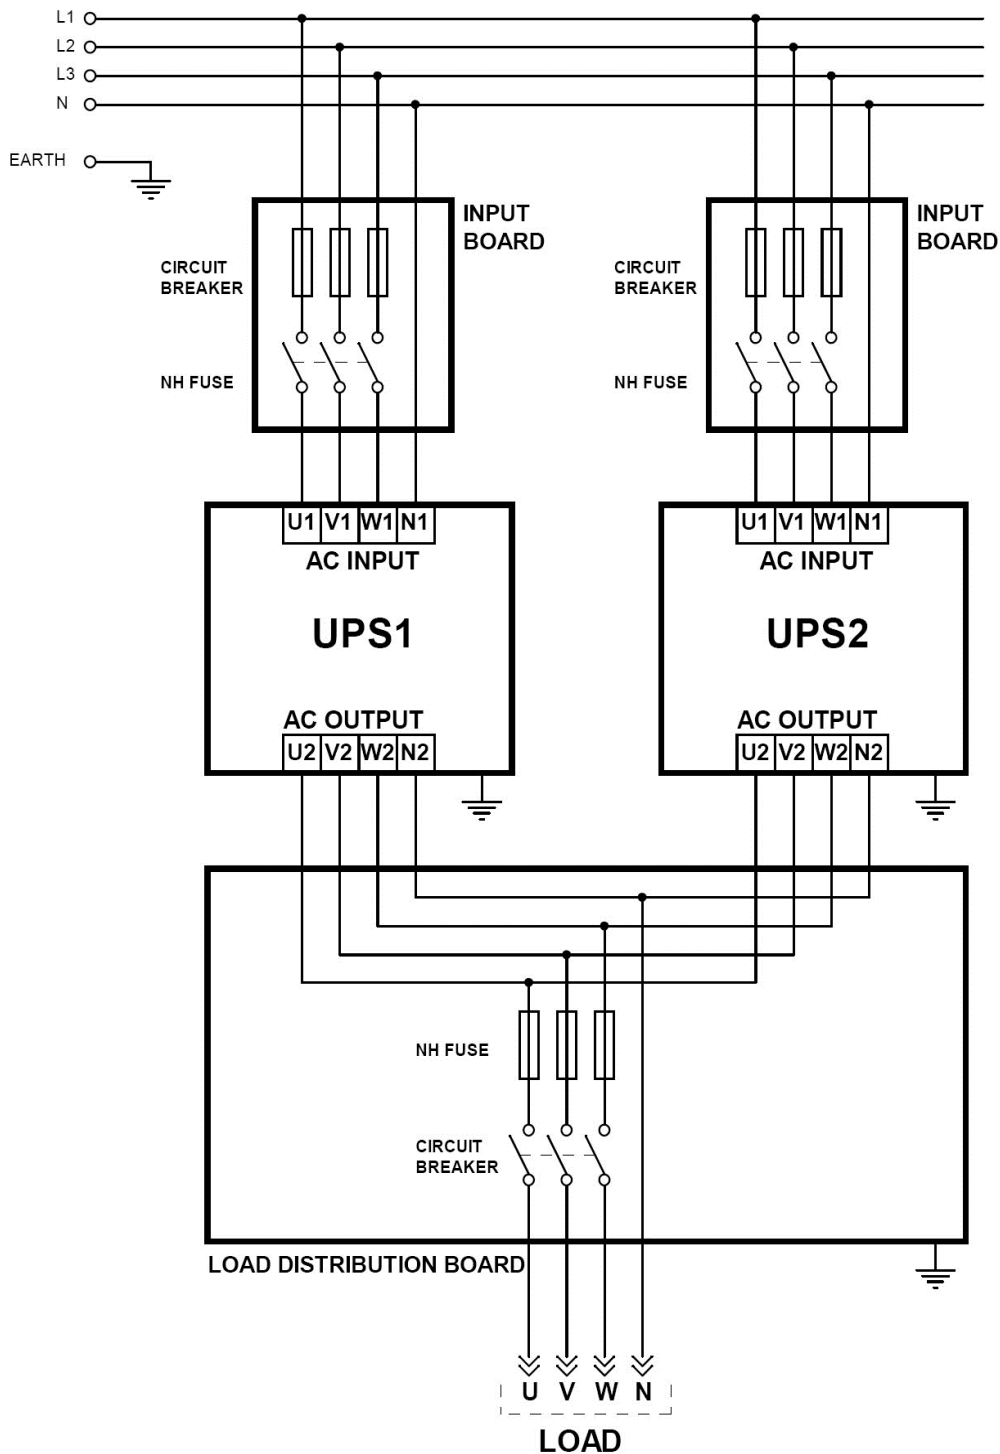 L1
L2
L3
N
EARTH
INPUT
BOARD
CIRCUIT
BREAKER
NH FUSE
INPUT
BOARD
CIRCUIT
BREAKER
NH FUSE
U1 V1 W1 N1
AC INPUT
UPS1
AC OUTPUT
U2 V2 W2 N2
U1 V1 W1 N1
AC INPUT
UPS2
AC OUTPUT
U2 V2 W2 N2
NH FUSE
CIRCUIT
BREAKER
LOAD DISTRIBUTION BOARD
U V W N
LOAD